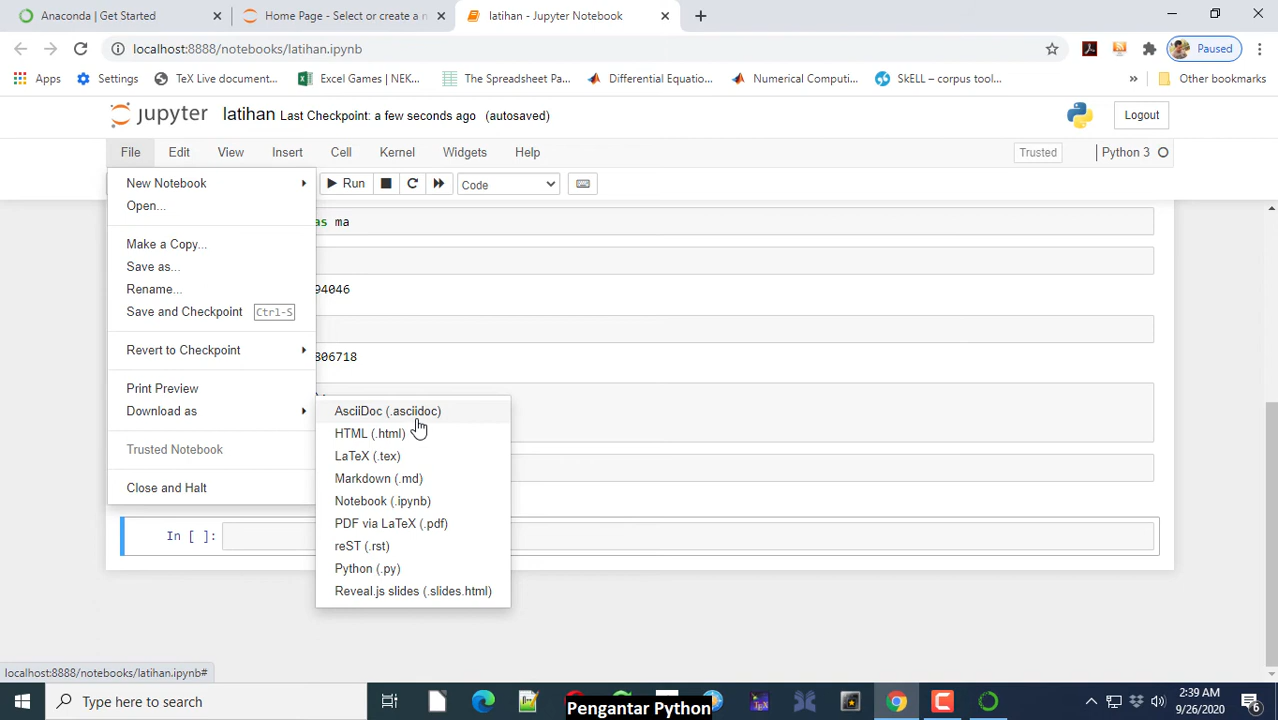 Anaconda | Get Started
Home Page - Select or create a n
latihan - Jupyter Notebook
localhost:8888/notebooks/latihan.ipynb
Paused
Apps
Settings
TeX Live document...
Excel Games | NEK...
The Spreadsheet Pa...
Differential Equatio...
Numerical Computi...
SkELL – corpus tool...
»
Other bookmarks
jupyter
latihan Last Checkpoint: a few seconds ago (autosaved)
Logout
File
Edit
View
Insert
Cell
Kernel
Widgets
Help
Trusted
Python 3
New Notebook
Run
Code
Open...
as ma
Make a Copy...
Save as...
Rename...
94046
Save and Checkpoint Ctrl-S
Revert to Checkpoint
806718
Print Preview
Download as
AsciiDoc (.asciidoc)
HTML (.html)
Trusted Notebook
LaTeX (.tex)
Markdown (.md)
Close and Halt
Notebook (.ipynb)
PDF via LaTeX (.pdf)
In [ ]:
reST (.rst)
Python (.py)
Reveal.js slides (.slides.html)
localhost:8888/notebooks/latihan.ipynb#
Type here to search
Pengantar Python
2:39 AM
9/26/2020
6